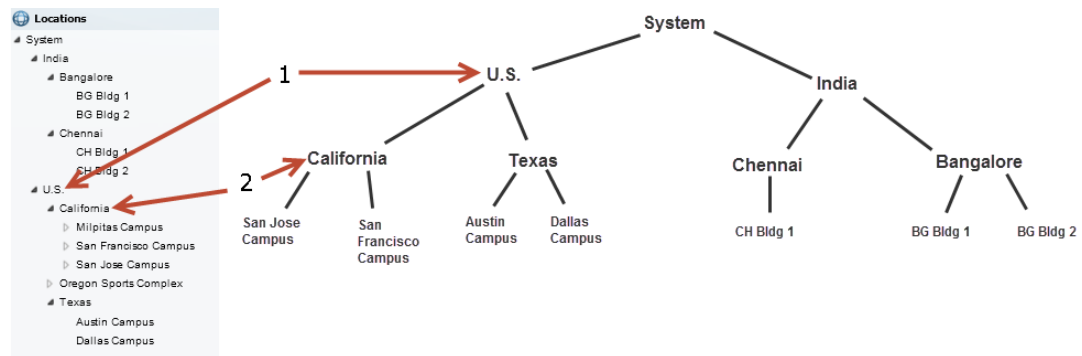 Locations
System
India
Bangalore
BG Bldg 1
BG Bldg 2
Chennai
CH Bldg 1
CH Bldg 2
U.S.
California
Milpitas Campus
San Francisco Campus
San Jose Campus
Oregon Sports Complex
Texas
Austin Campus
Dallas Campus
1
2
System
U.S.
India
California
Texas
Chennai
Bangalore
San Jose
Campus
San
Francisco
Campus
Austin
Campus
Dallas
Campus
CH Bldg 1
BG Bldg 1
BG Bldg 2